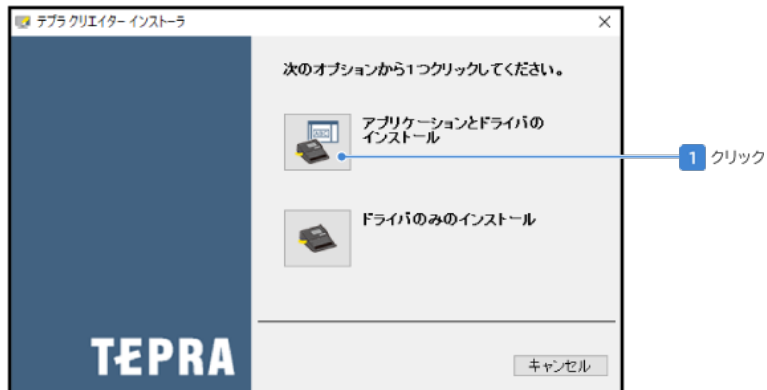 テプラ クリエイター インストーラ
次のオプションから1つクリックしてください。
ABC
アプリケーションとドライバの
インストール
1 クリック
ドライバのみのインストール
TEPRA
キャンセル